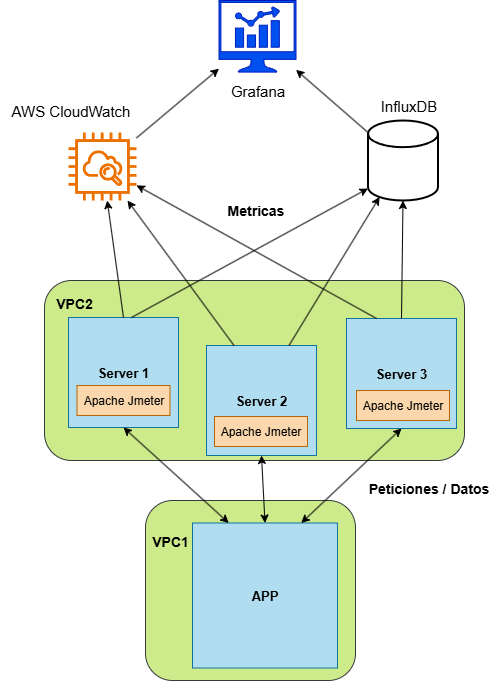 Grafana
AWS CloudWatch
InfluxDB
Metricas
VPC2
Server 1
Apache Jmeter
Server 2
Apache Jmeter
Server 3
Apache Jmeter
Peticiones / Datos
VPC1
APP